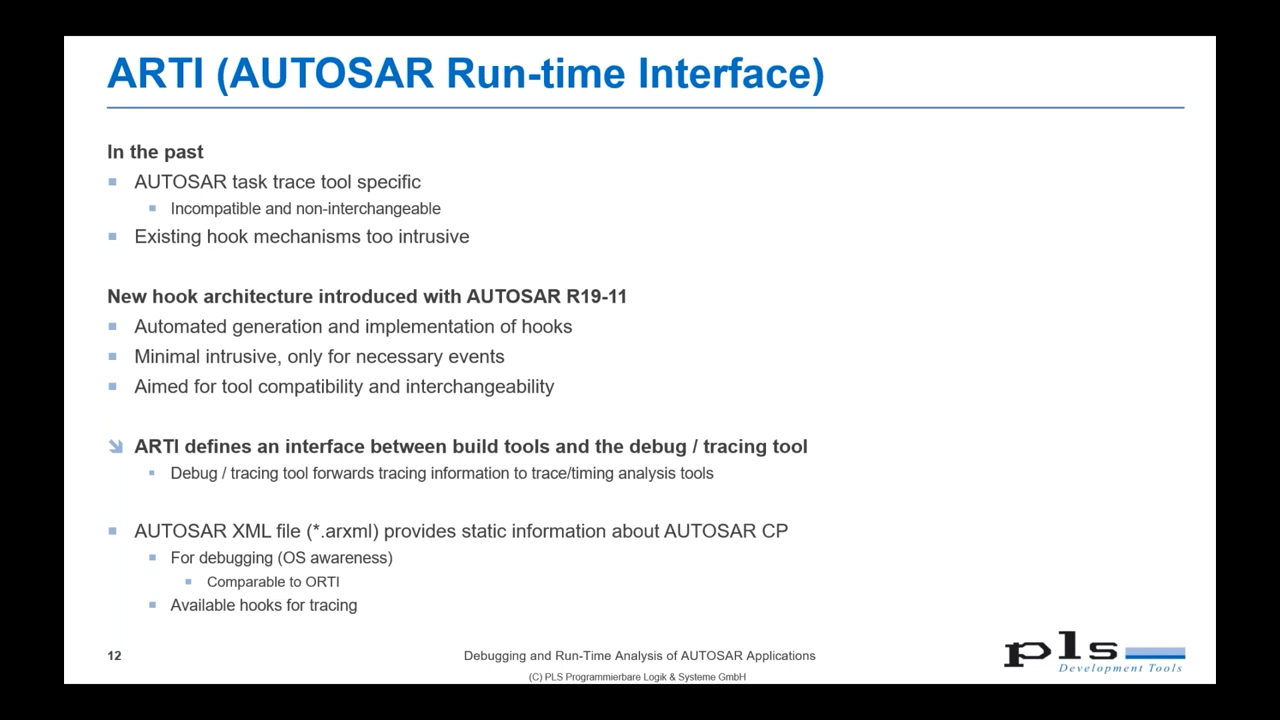 ARTI (AUTOSAR Run-time Interface)
In the past
AUTOSAR task trace tool specific
Incompatible and non-interchangeable
Existing hook mechanisms too intrusive
New hook architecture introduced with AUTOSAR R19-11
Automated generation and implementation of hooks
Minimal intrusive, only for necessary events
Aimed for tool compatibility and interchangeability
ARTI defines an interface between build tools and the debug / tracing tool
Debug / tracing tool forwards tracing information to trace/timing analysis tools
AUTOSAR XML file (*.arxml) provides static information about AUTOSAR CP
For debugging (OS awareness)
Comparable to ORTI
Available hooks for tracing
12
Debugging and Run-Time Analysis of AUTOSAR Applications
(C) PLS Programmierbare Logik & Systeme GmbH
pls
Development Tools